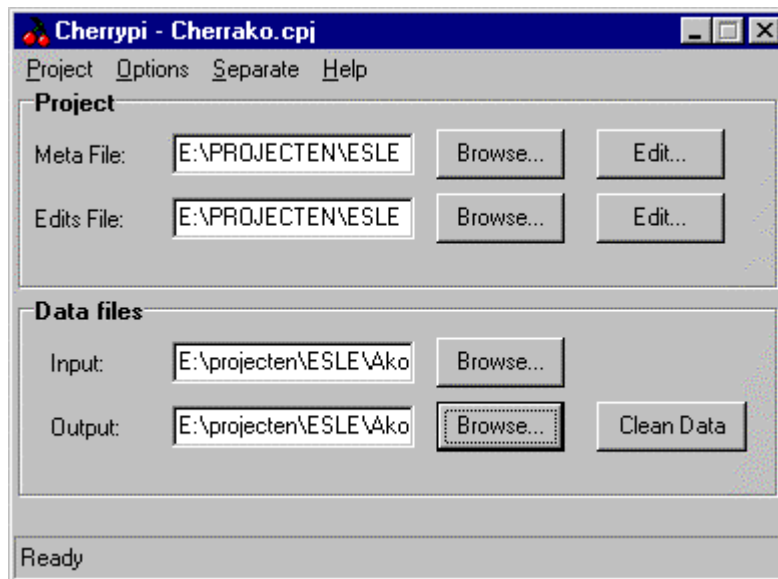 Cherrypi - Cherrako.cpj
Project Options Separate Help
Project
Meta File: E:\PROJECTEN\ESLE Browse... Edit...
Edits File: E:\PROJECTEN\ESLE Browse... Edit...
Data files
Input: E:\projecten\ESLE\Ako Browse...
Output: E:\projecten\ESLE\Ako Browse... Clean Data
Ready